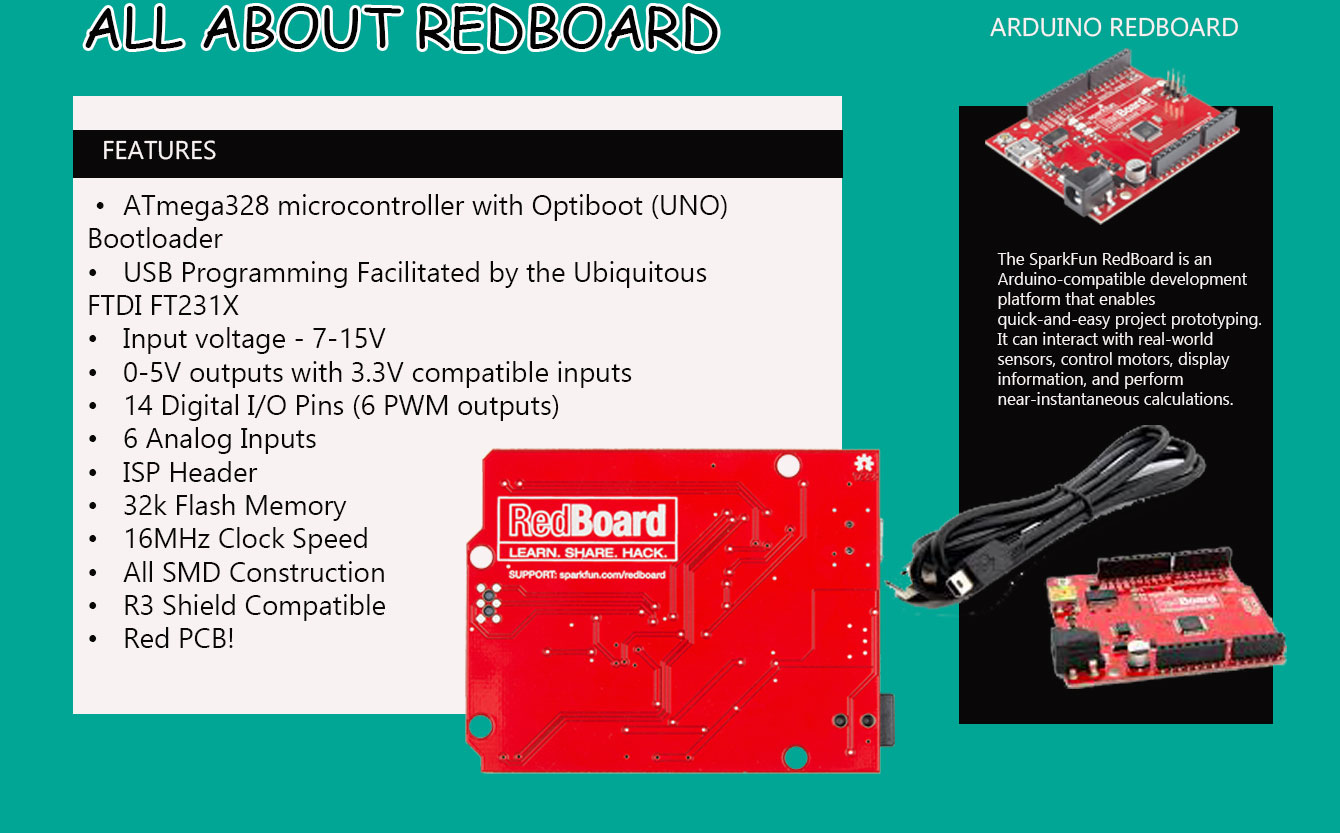 ALL ABOUT REDBOARD
ARDUINO REDBOARD
FEATURES
• ATmega328 microcontroller with Optiboot (UNO)
Bootloader
• USB Programming Facilitated by the Ubiquitous
FTDI FT231X
• Input voltage - 7-15V
• 0-5V outputs with 3.3V compatible inputs
• 14 Digital I/O Pins (6 PWM outputs)
• 6 Analog Inputs
• ISP Header
• 32k Flash Memory
• 16MHz Clock Speed
• All SMD Construction
• R3 Shield Compatible
• Red PCB!
RedBoard
LEARN. SHARE. HACK.
SUPPORT: sparkfun.com/redboard
The SparkFun RedBoard is an
Arduino-compatible development
platform that enables
quick-and-easy project prototyping.
It can interact with real-world
sensors, control motors, display
information, and perform
near-instantaneous calculations.
RedBoard